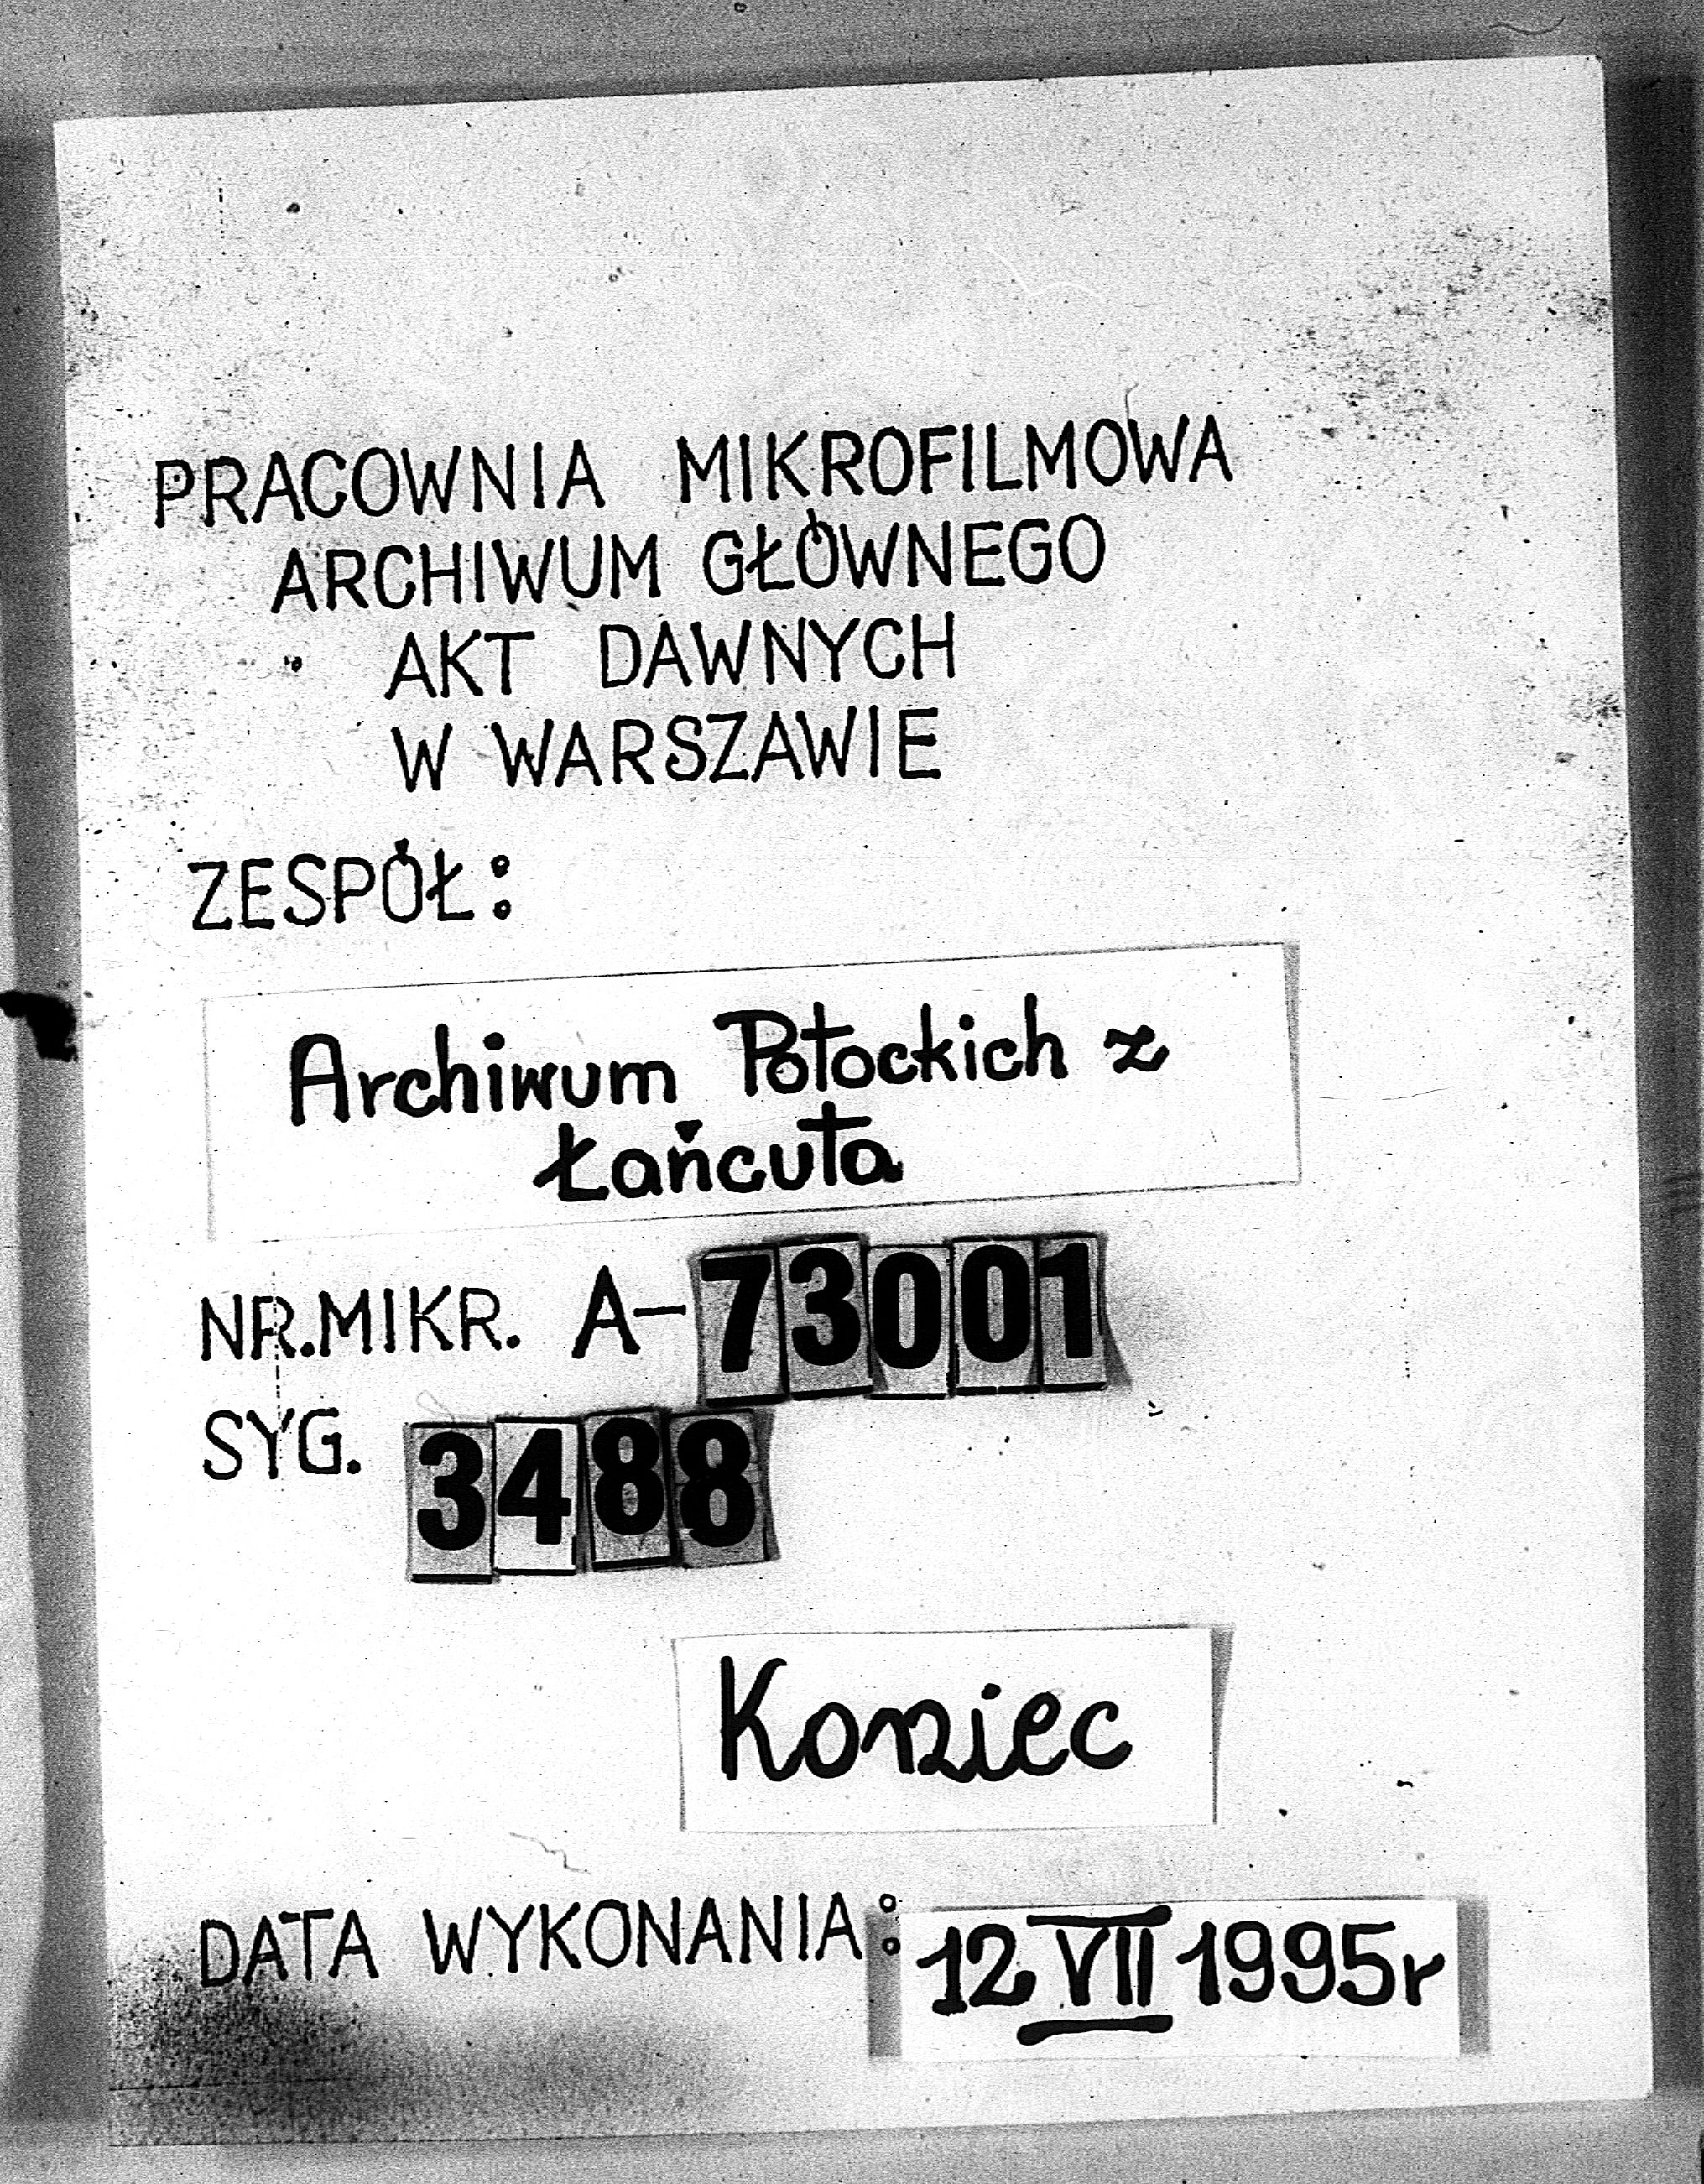 PRACOWNIA MIKROFILMOWA
ARCHIWUM GŁÓWNEGO
AKT DAWNYCH
W WARSZAWIE
ZESPÓŁ:
Archiwum Potockich z
Łańcuta
NR.MIKR. A-73001
SYG. 3488
Koniec
DATA WYKONANIA: 12 VII 1995r